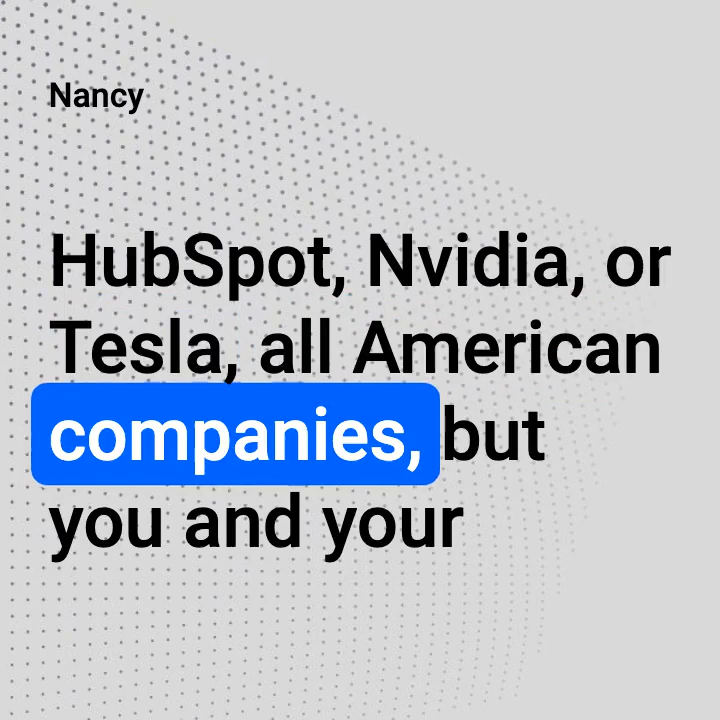 Nancy
HubSpot, Nvidia, or
Tesla, all American
companies, but
you and your